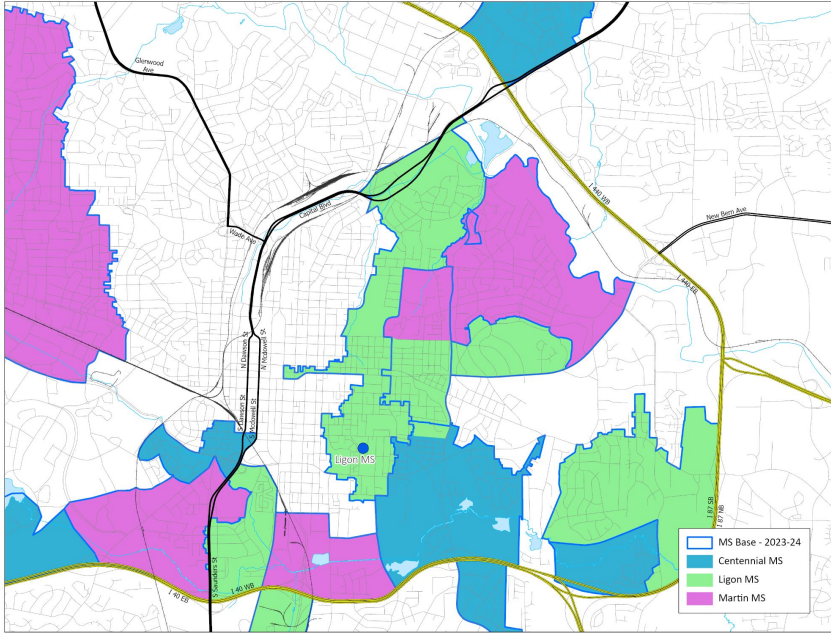 Glenwood
Ave
I 440 WB
New Bern Ave
Capital Blvd
Wade Ave
I 440 EB
N Dawson St
N Mcdowell St
S Dawson St
S Mcdowell St
Ligon MS
I 87 SB
I 87 NB
S Saunders St
I 40 WB
I 40 EB
MS Base - 2023-24
Centennial MS
Ligon MS
Martin MS